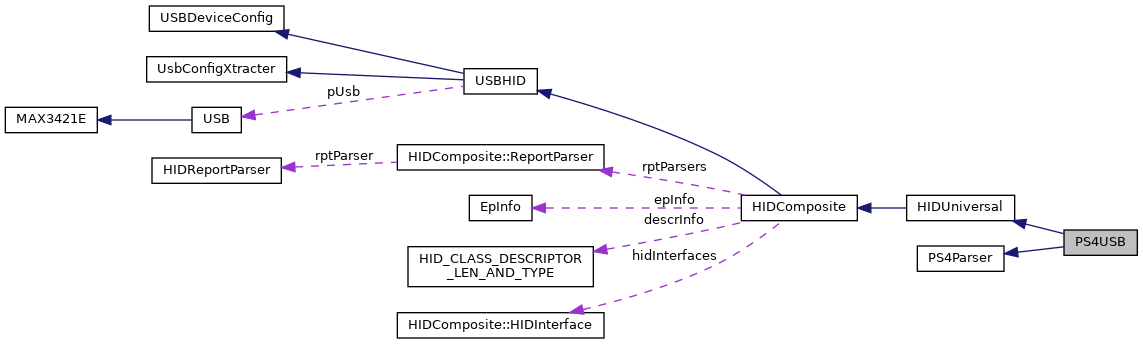 USBDeviceConfig
UsbConfigXtracter
USBHID
pUsb
MAX3421E
USB
rptParser
HIDComposite::ReportParser
HIDReportParser
rptParsers
epInfo
EpInfo
HIDComposite
HIDUniversal
descrInfo
PS4USB
HID_CLASS_DESCRIPTOR
_LEN_AND_TYPE
hidInterfaces
PS4Parser
HIDComposite::HIDInterface